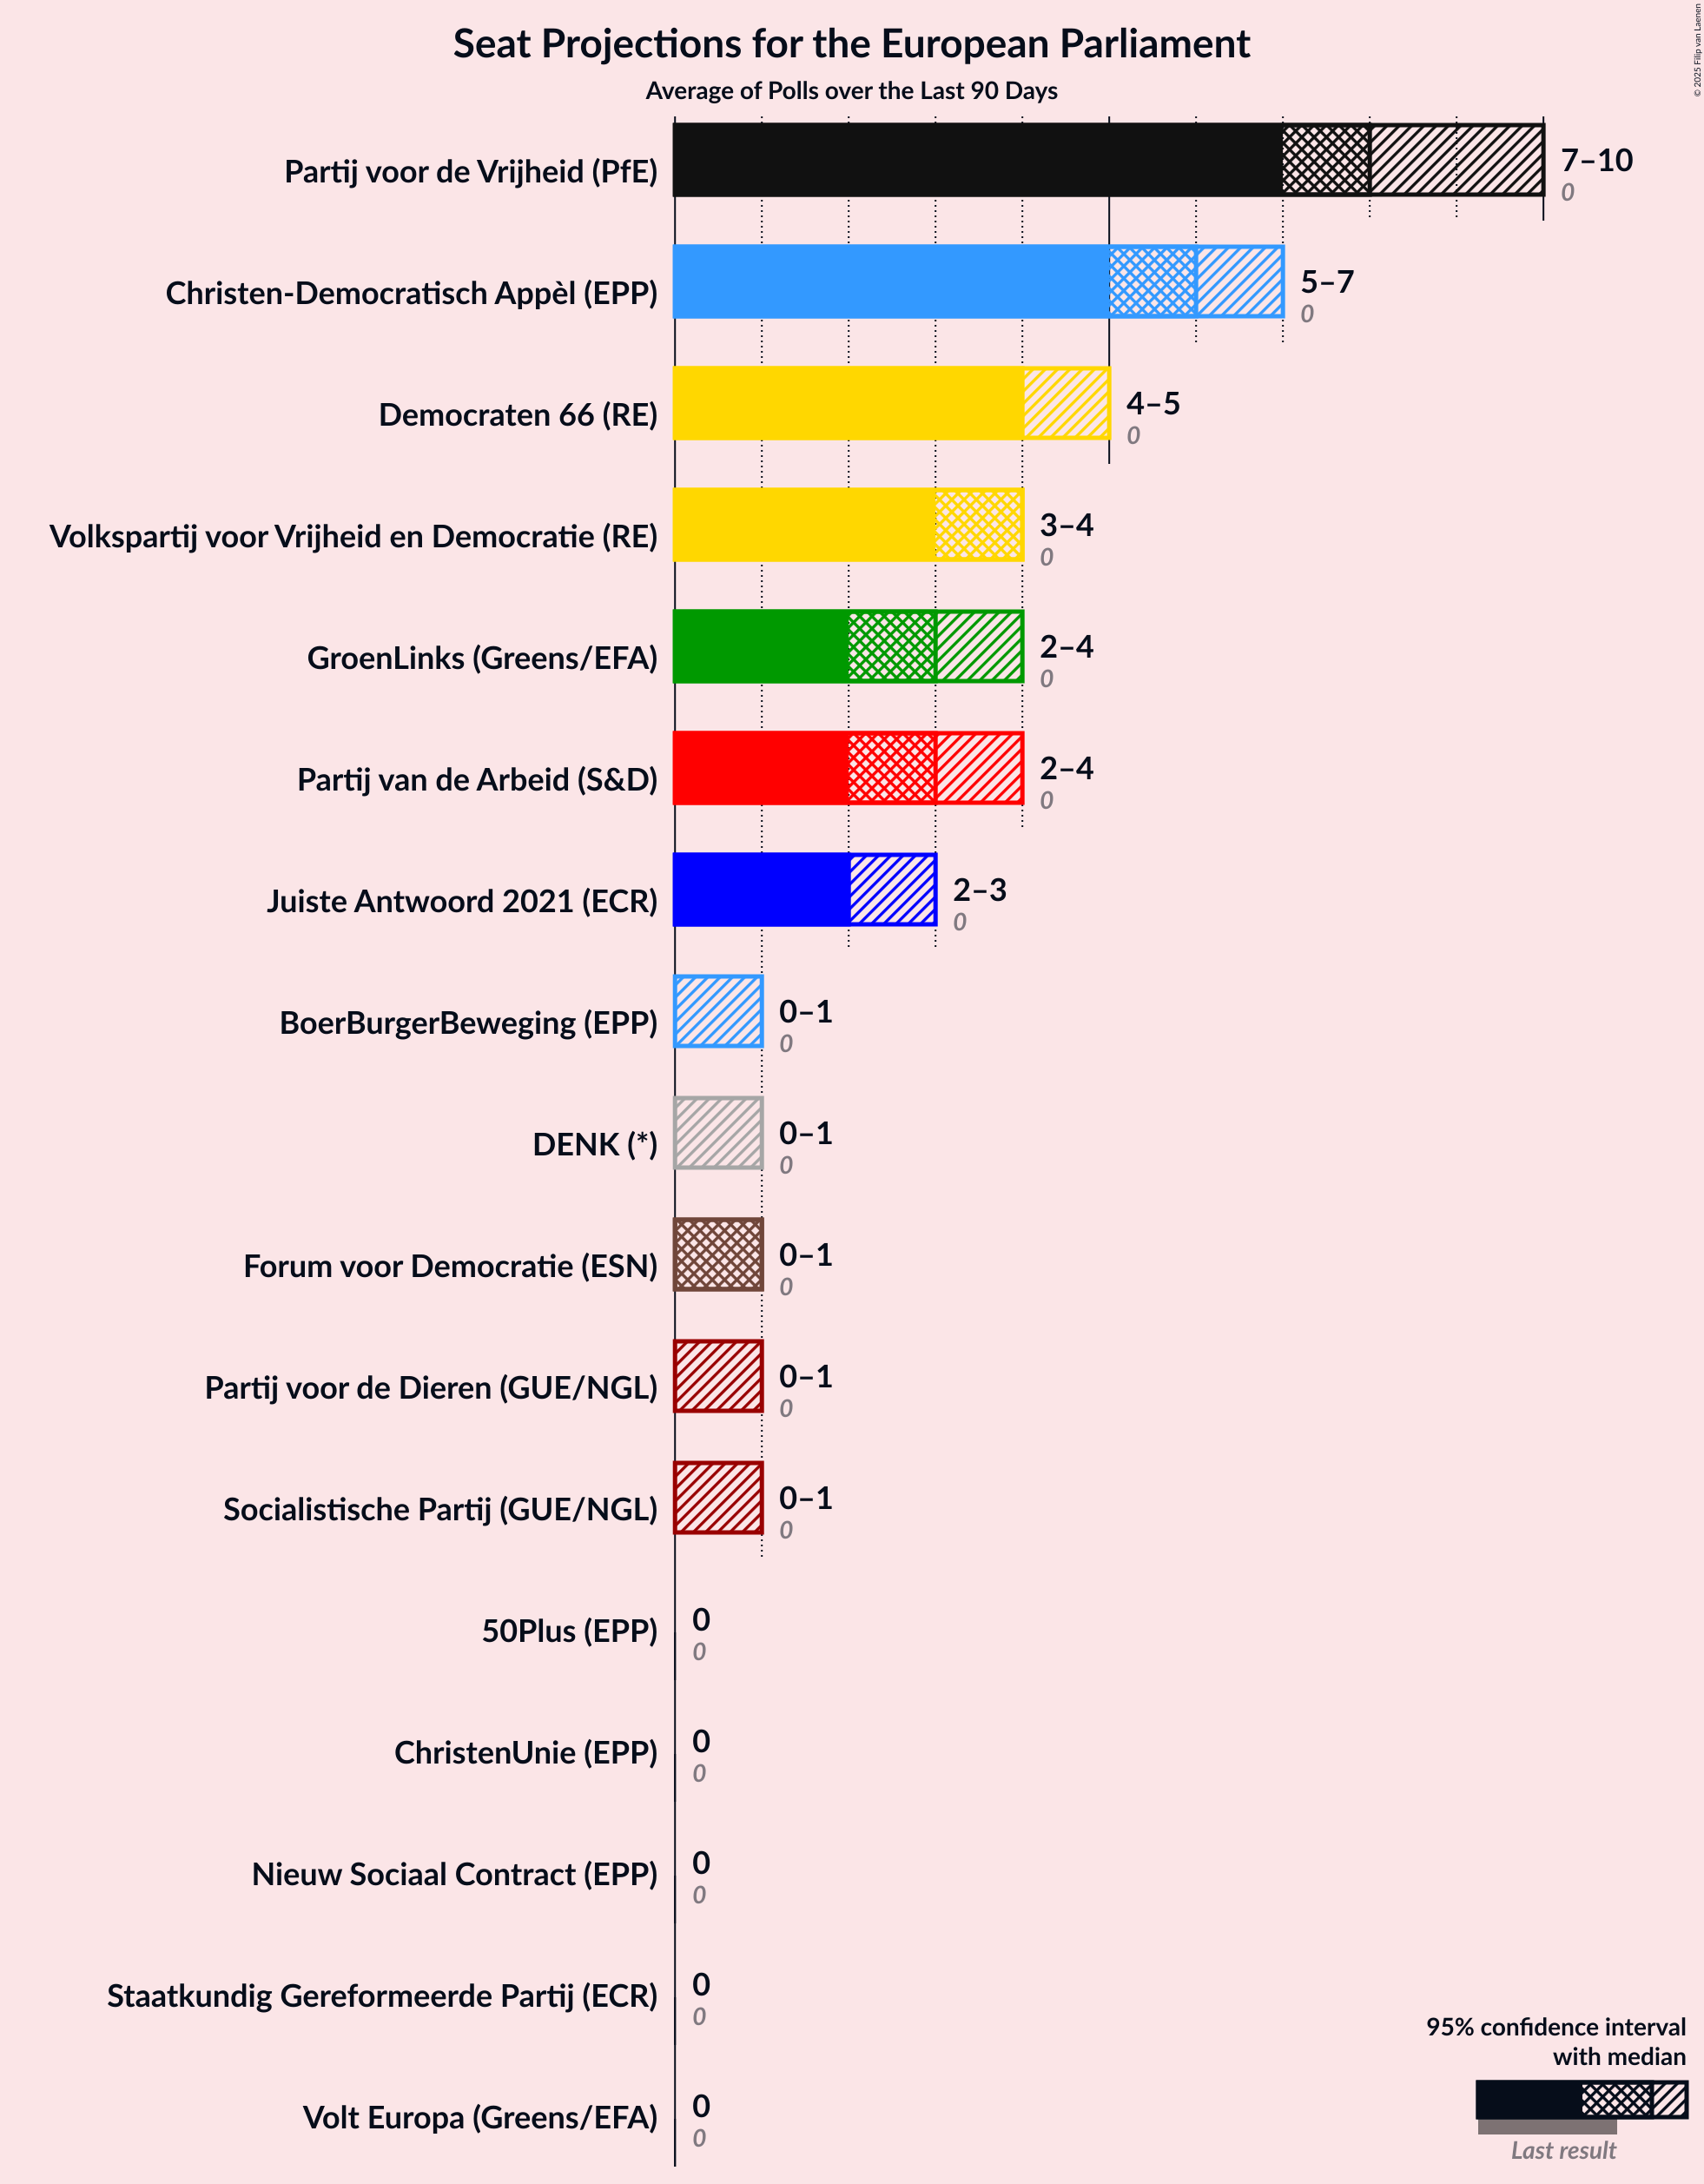 Seat Projections for the European Parliament
Average of Polls over the Last 90 Days
© 2025 Filip van Laenen
Partij voor de Vrijheid (PfE)
7–10
0
Christen-Democratisch Appèl (EPP)
5–7
0
Democraten 66 (RE)
4–5
0
Volkspartij voor Vrijheid en Democratie (RE)
3–4
0
GroenLinks (Greens/EFA)
2–4
0
Partij van de Arbeid (S&D)
2–4
0
Juiste Antwoord 2021 (ECR)
2–3
0
BoerBurgerBeweging (EPP)
0–1
0
DENK (*)
0–1
0
Forum voor Democratie (ESN)
0–1
0
Partij voor de Dieren (GUE/NGL)
0–1
0
Socialistische Partij (GUE/NGL)
0–1
0
50Plus (EPP)
0
0
ChristenUnie (EPP)
0
0
Nieuw Sociaal Contract (EPP)
0
0
Staatkundig Gereformeerde Partij (ECR)
0
0
Volt Europa (Greens/EFA)
0
0
95% confidence interval
with median
Last result